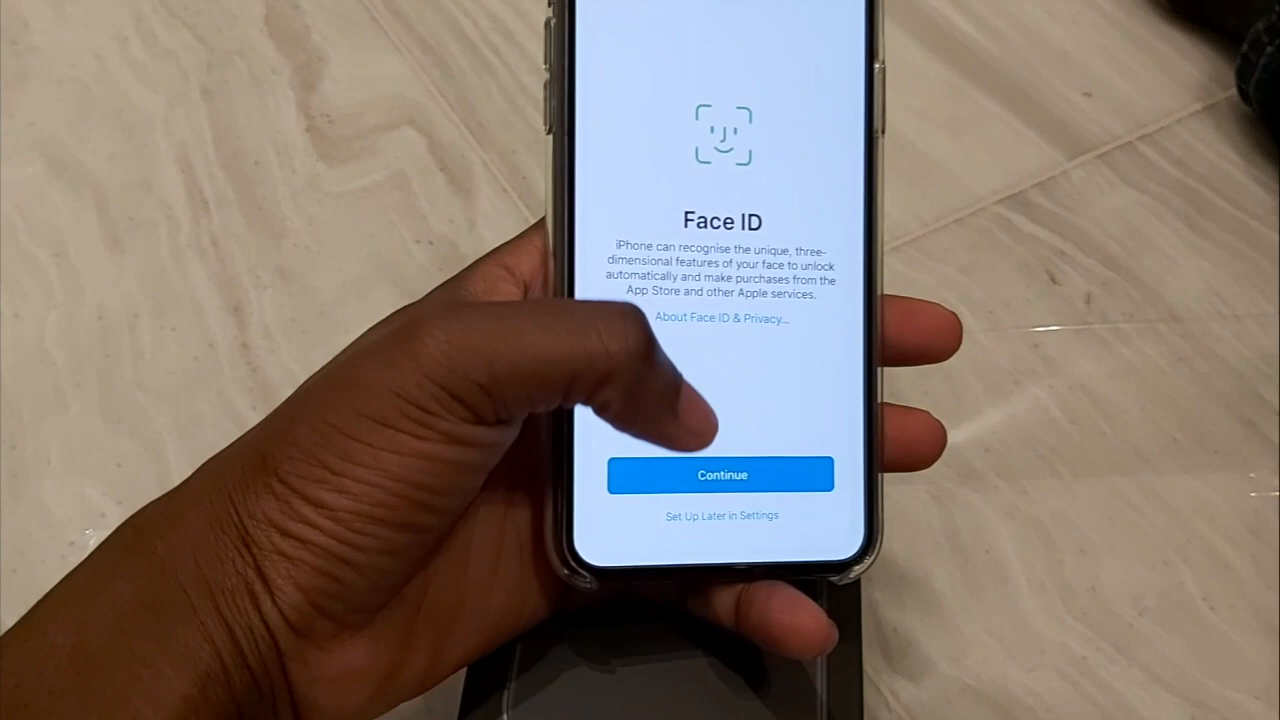 Face ID
iPhone can recognise the unique, three-
dimensional features of your face to unlock
automatically and make purchases from the
App Store and other Apple services.
About Face ID & Privacy...
Continue
Set Up Later in Settings